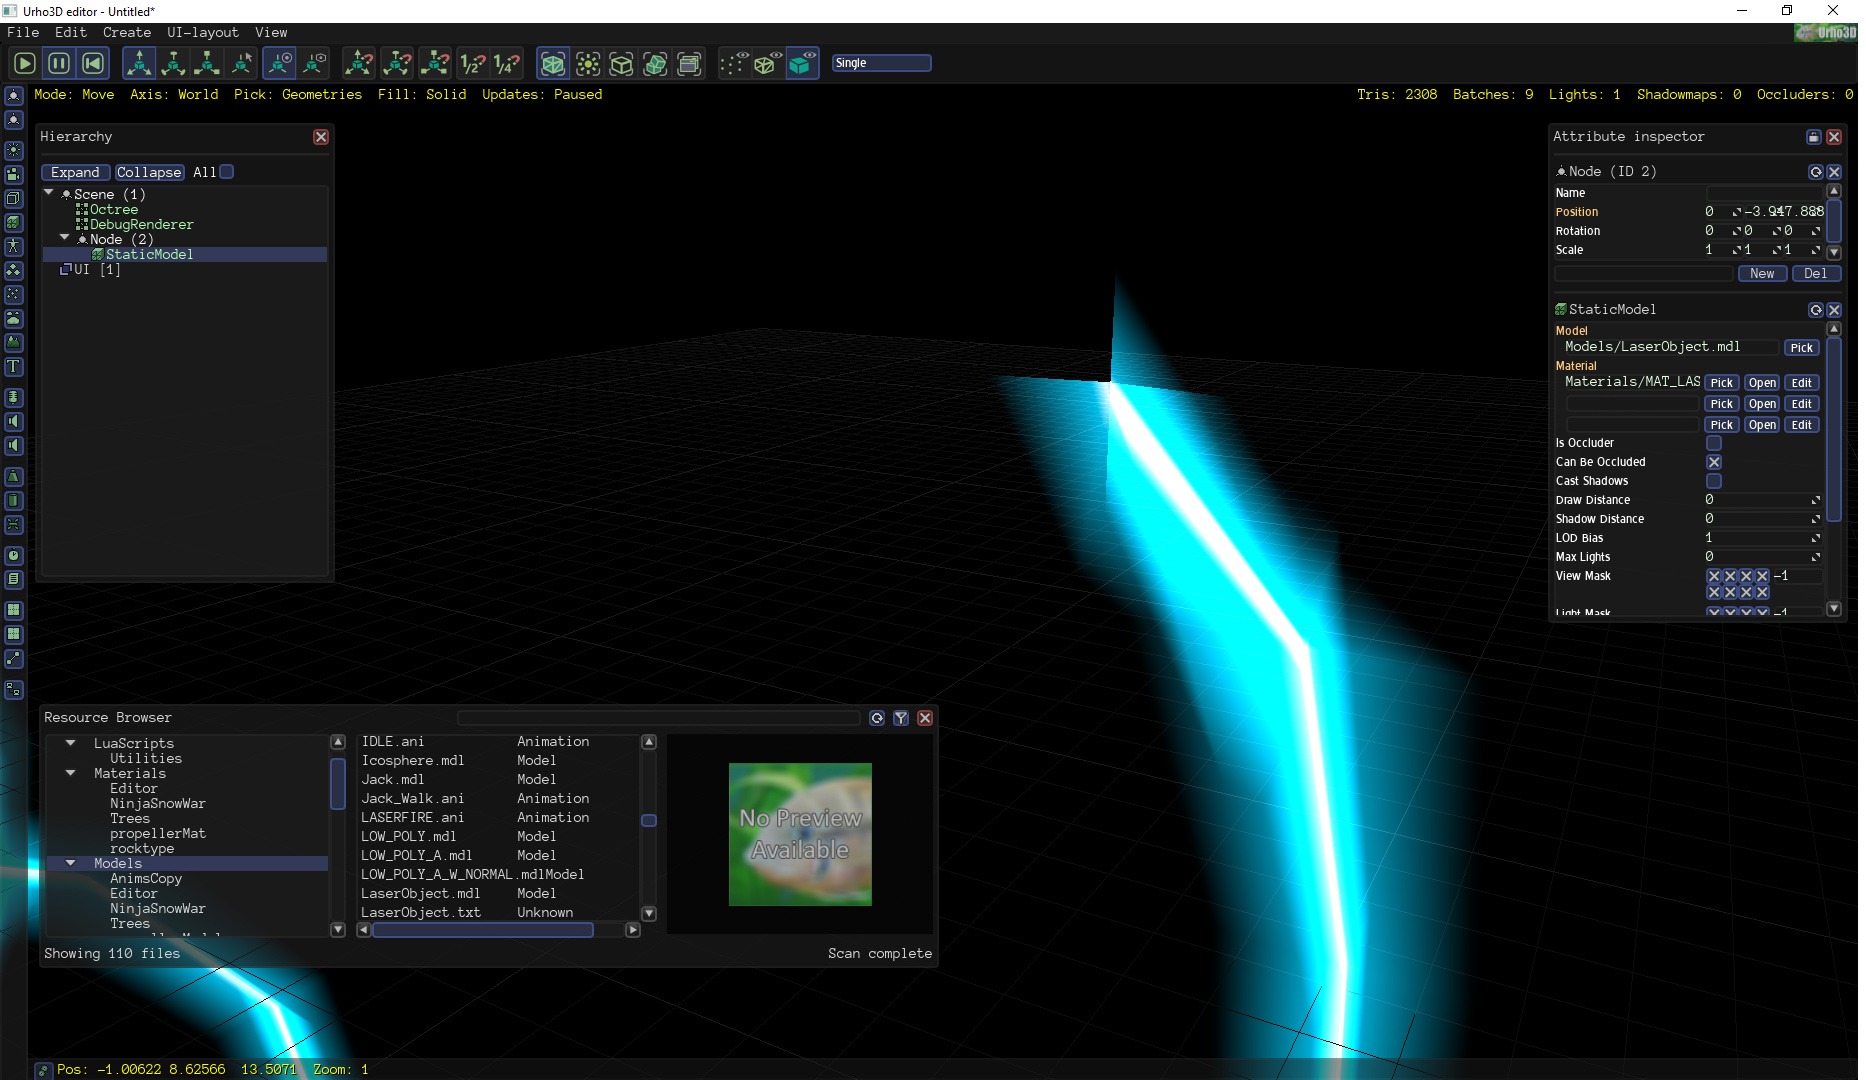 Urho3D editor - Untitled*
File Edit Create UI-layout View
Urho3D
1/2 1/4 Single
Mode: Move Axis: World Pick: Geometries Fill: Solid Updates: Paused
Tris: 2308 Batches: 9 Lights: 1 Shadowmaps: 0 Occluders: 0
Hierarchy
Expand Collapse All
Scene (1)
Octree
DebugRenderer
Node (2)
StaticModel
UI [1]
Attribute inspector
Node (ID 2)
Name
Position 0
Rotation 0 0 0
Scale 1 1 1
New Del
StaticModel
Model
Models/LaserObject.mdl Pick
Material
Materials/MAT_LAS Pick Open Edit
Pick Open Edit
Pick Open Edit
Is Occluder
Can Be Occluded
Cast Shadows
Draw Distance 0
Shadow Distance 0
LOD Bias 1
Max Lights 0
View Mask -1
Light Mask -1
Resource Browser
LuaScripts
Utilities
Materials
Editor
NinjaSnowWar
Trees
propellerMat
rocktype
Models
AnimsCopy
Editor
NinjaSnowWar
Trees
IDLE.ani Animation
Icosphere.mdl Model
Jack.mdl Model
Jack_Walk.ani Animation
LASERFIRE.ani Animation
LOW_POLY.mdl Model
LOW_POLY_A.mdl Model
LOW_POLY_A_W_NORMAL.mdlModel
LaserObject.mdl Model
LaserObject.txt Unknown
No Preview
Available
Showing 110 files
Scan complete
Pos: -1.00622 8.62566 13.5071 Zoom: 1